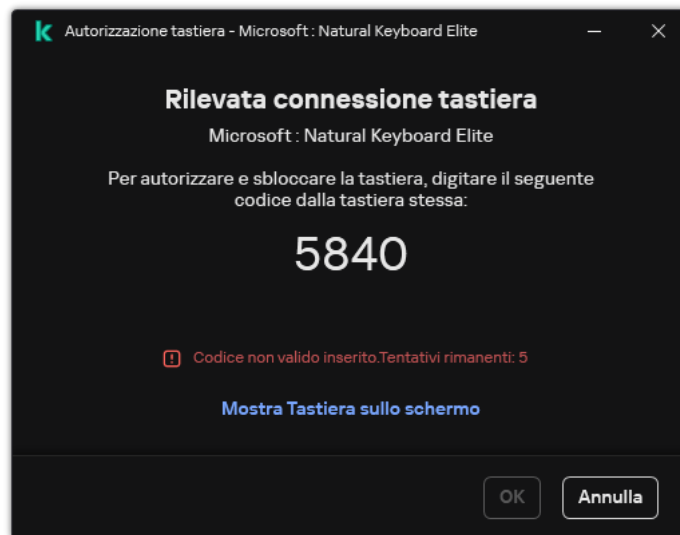 Autorizzazione tastiera - Microsoft : Natural Keyboard Elite
Rilevata connessione tastiera
Microsoft : Natural Keyboard Elite
Per autorizzare e sbloccare la tastiera, digitare il seguente
codice dalla tastiera stessa:
5840
Codice non valido inserito.Tentativi rimanenti: 5
Mostra Tastiera sullo schermo
OK
Annulla